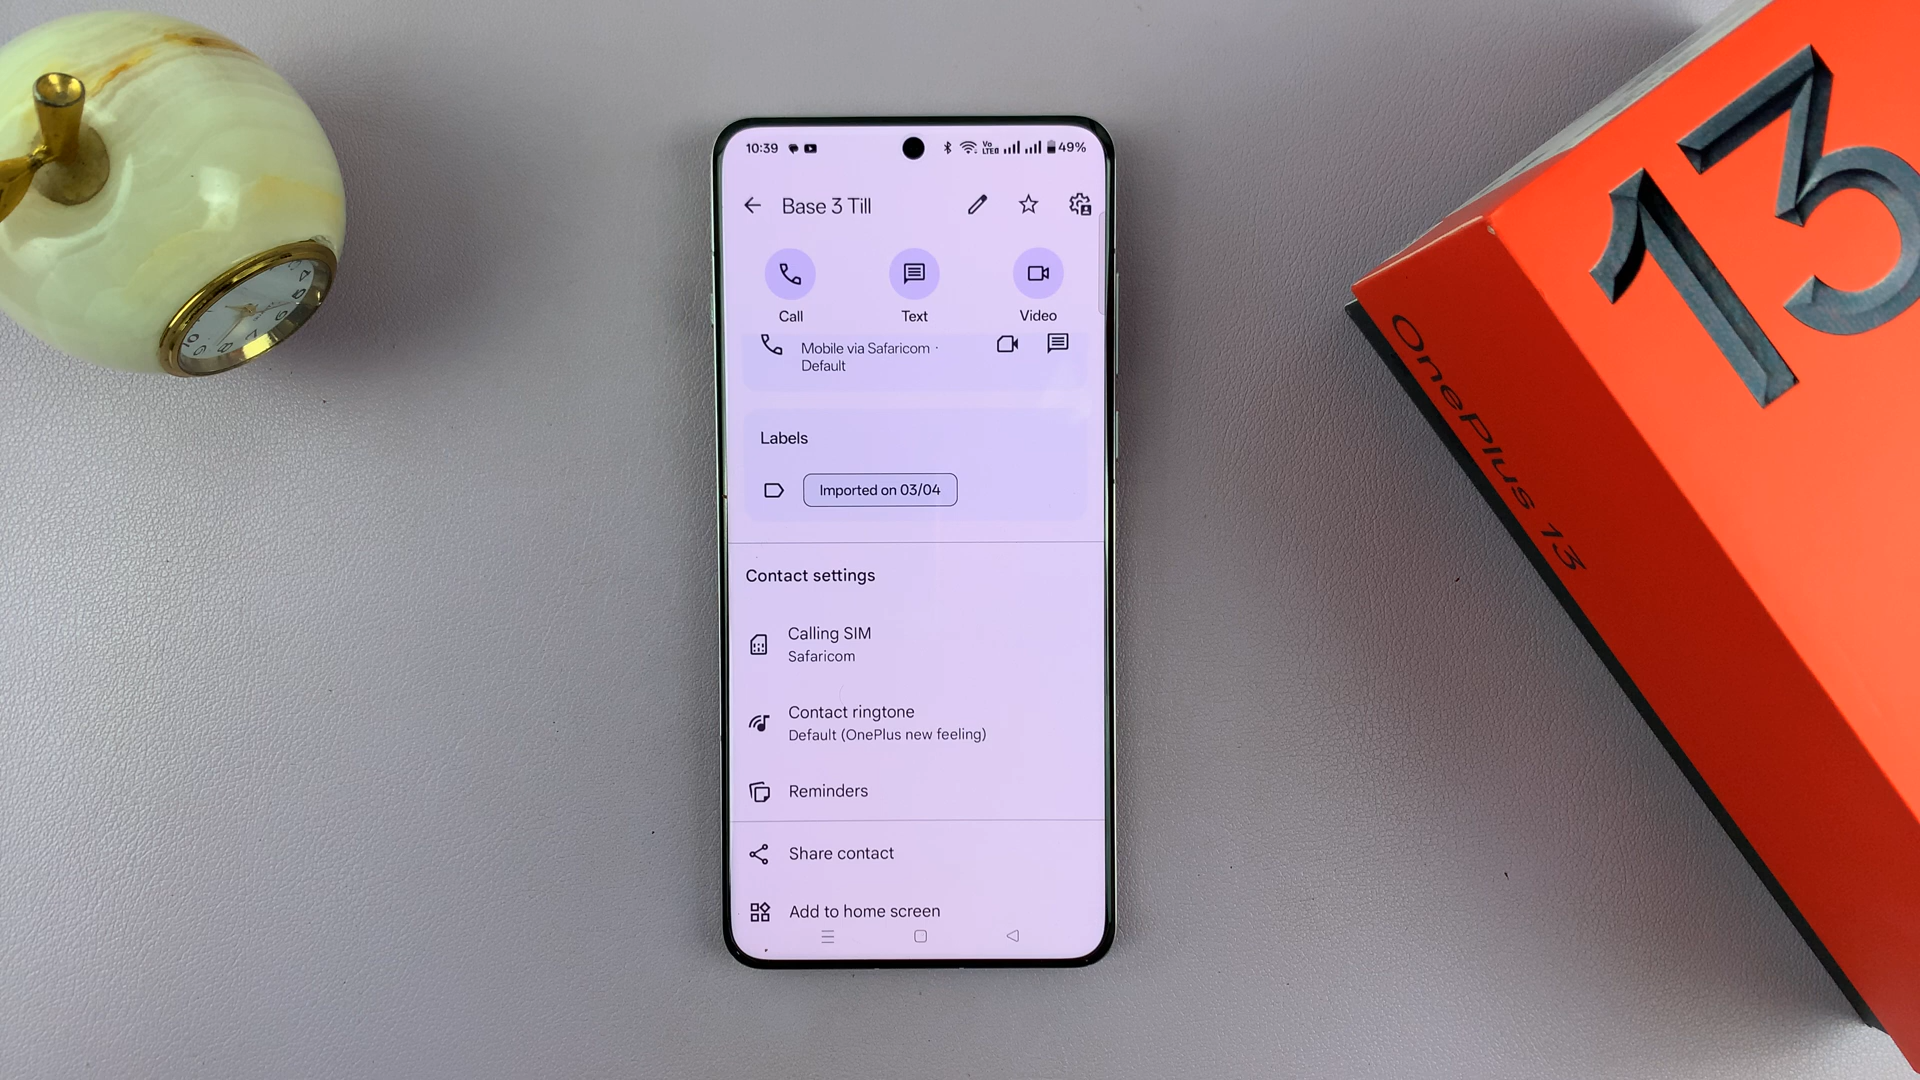 10:39
Vo
LTE
49%
Base 3 Till
Call
Text
Video
Mobile via Safaricom ·
Default
Labels
Imported on 03/04
Contact settings
Calling SIM
Safaricom
Contact ringtone
Default (OnePlus new feeling)
Reminders
Share contact
Add to home screen
13
OnePlus 13